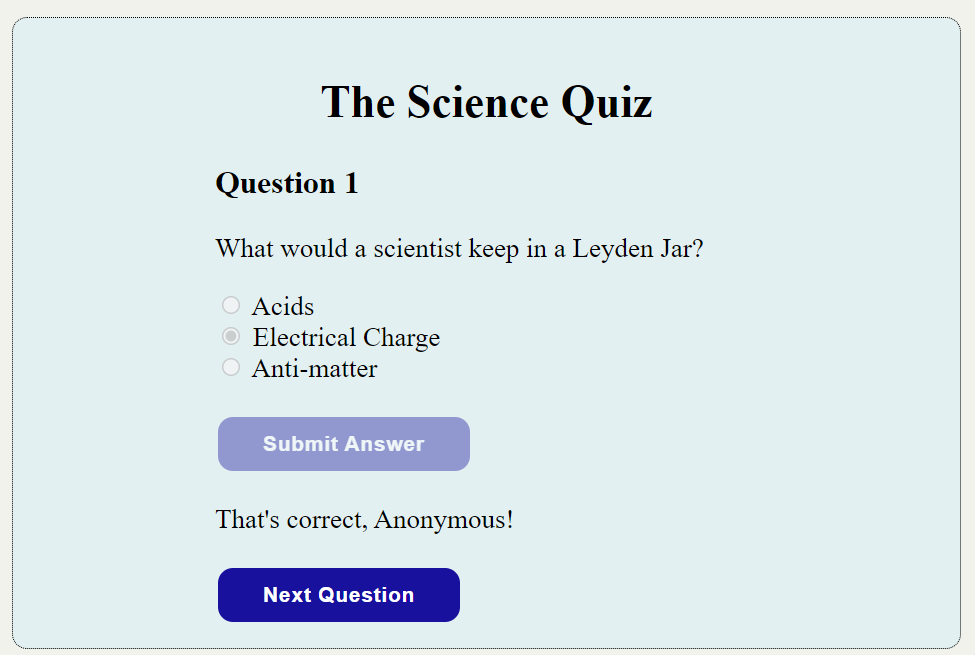 The Science Quiz
Question 1
What would a scientist keep in a Leyden Jar?
Acids
Electrical Charge
Anti-matter
Submit Answer
That's correct, Anonymous!
Next Question